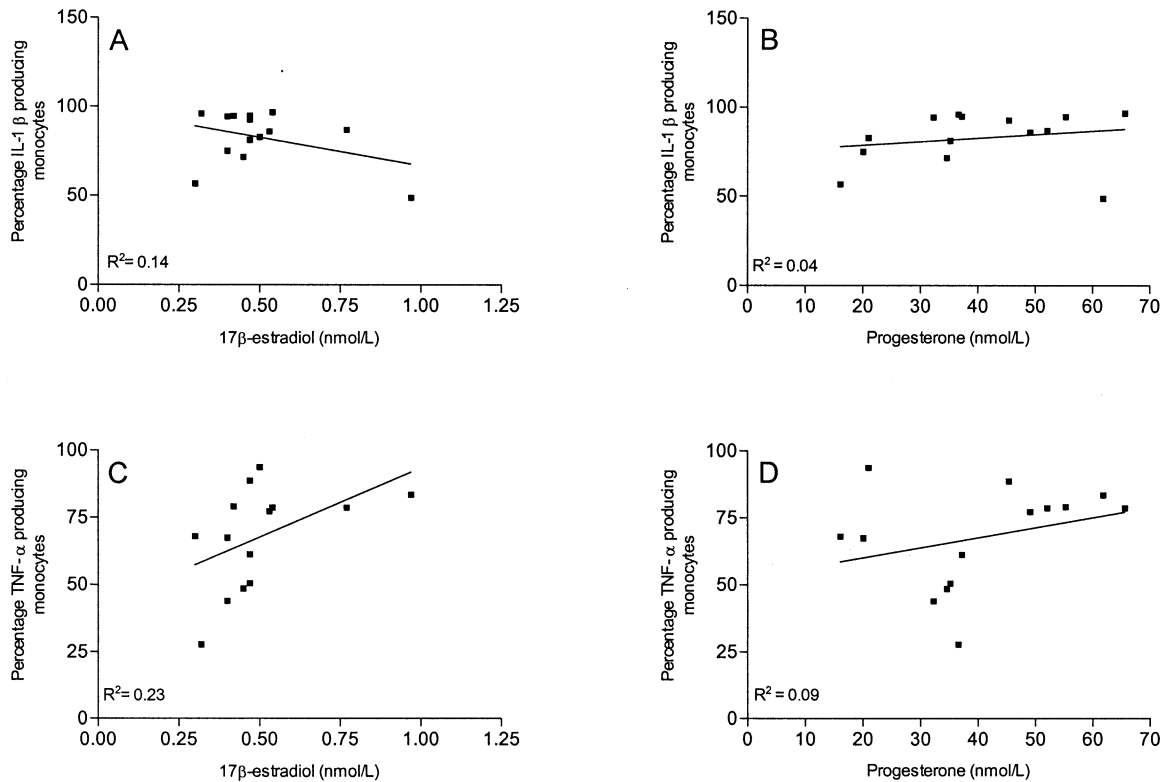 A
Percentage IL-1 β producing
monocytes
150
100
50
0
R²= 0.14
0.00 0.25 0.50 0.75 1.00 1.25
17β-estradiol (nmol/L)
B
Percentage IL-1 β producing
monocytes
150
100
50
0
R² = 0.04
0 10 20 30 40 50 60 70
Progesterone (nmol/L)
C
Percentage TNF-α producing
monocytes
100
75
50
25
0
R²= 0.23
0.00 0.25 0.50 0.75 1.00 1.25
17β-estradiol (nmol/L)
D
Percentage TNF-α producing
monocytes
100
75
50
25
0
R² = 0.09
0 10 20 30 40 50 60 70
Progesterone (nmol/L)